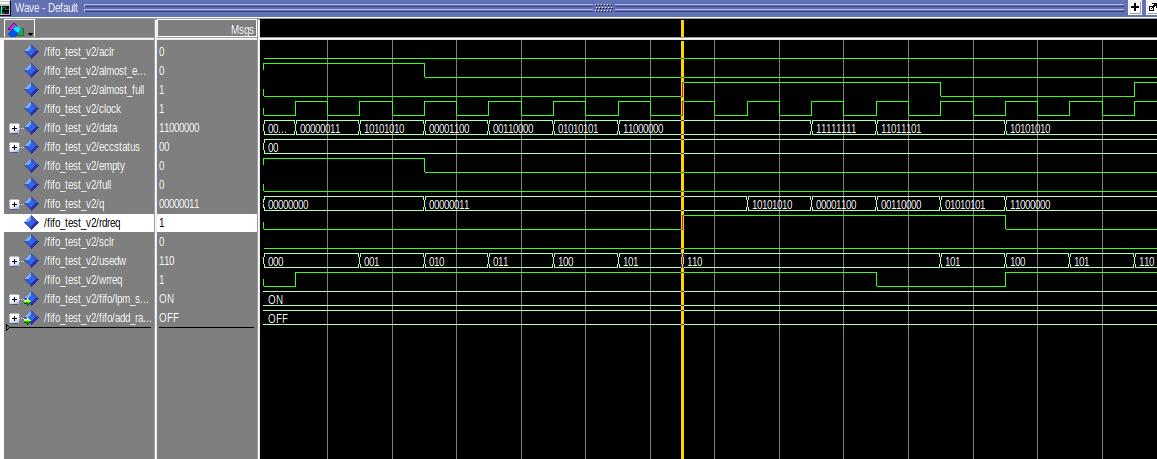 Wave - Default
Msgs
/fifo_test_v2/aclr 0
/fifo_test_v2/almost_e... 0
/fifo_test_v2/almost_full 1
/fifo_test_v2/clock 1
/fifo_test_v2/data 11000000 00... 00000011 10101010 00001100 00110000 01010101 11000000 11111111 11011101 10101010
/fifo_test_v2/eccstatus 00 00
/fifo_test_v2/empty 0
/fifo_test_v2/full 0
/fifo_test_v2/q 00000011 00000000 00000011 10101010 00001100 00110000 01010101 11000000
/fifo_test_v2/rdreq 1
/fifo_test_v2/sclr 0
/fifo_test_v2/usedw 110 000 001 010 011 100 101 110 101 100 101 110
/fifo_test_v2/wrreq 1
/fifo_test_v2/fifo/lpm_s... ON ON
/fifo_test_v2/fifo/add_ra... OFF OFF